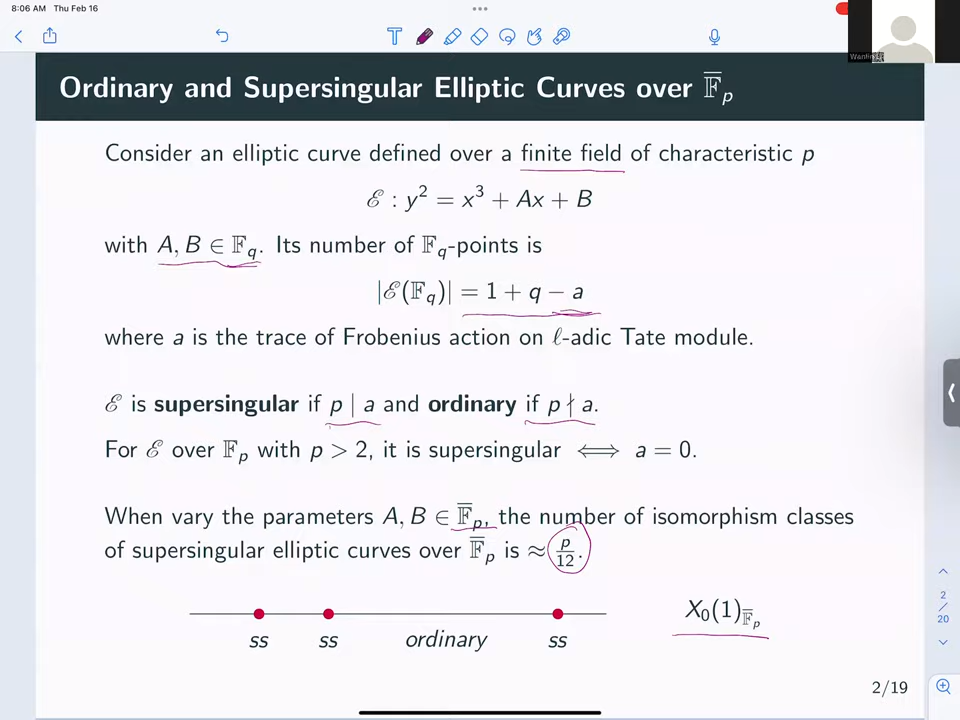 8:06 AM Thu Feb 16
Ordinary and Supersingular Elliptic Curves over F̅_p
Consider an elliptic curve defined over a finite field of characteristic p
ℰ : y² = x³ + Ax + B
with A, B ∈ 𝔽_q. Its number of 𝔽_q-points is
|ℰ(𝔽_q)| = 1 + q − a
where a is the trace of Frobenius action on ℓ-adic Tate module.
ℰ is supersingular if p | a and ordinary if p ∤ a.
For ℰ over 𝔽_p with p > 2, it is supersingular ⟺ a = 0.
When vary the parameters A, B ∈ F̅_p, the number of isomorphism classes
of supersingular elliptic curves over F̅_p is ≈ p/12.
X₀(1)_F̅_p
ss ss ordinary ss
2
/
20
2/19